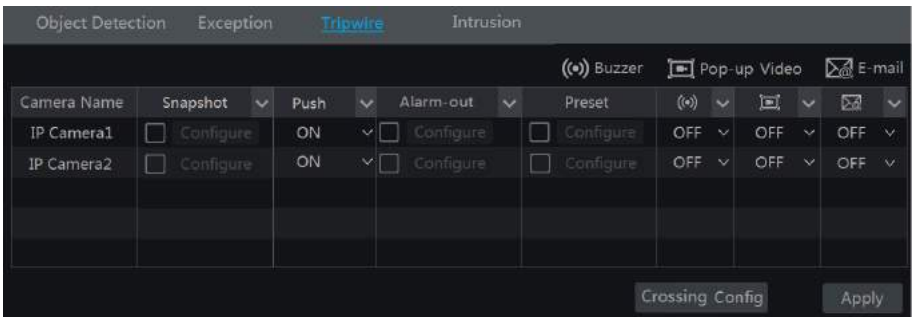 Object Detection Exception Tripwire Intrusion
Buzzer Pop-up Video E-mail
Camera Name Snapshot Push Alarm-out Preset
IP Camera1 Configure ON Configure Configure OFF OFF OFF
IP Camera2 Configure ON Configure Configure OFF OFF OFF
Crossing Config Apply